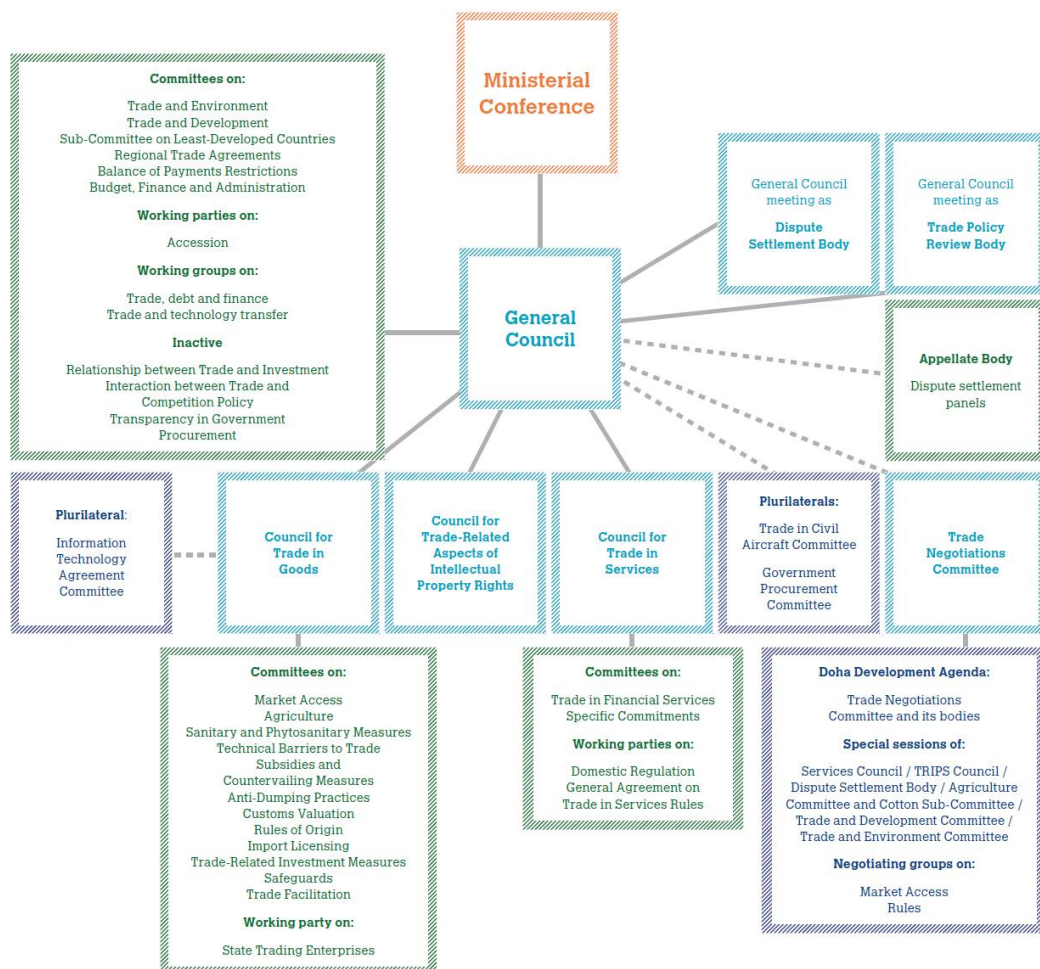 Ministerial
Conference
Committees on:
Trade and Environment
Trade and Development
Sub-Committee on Least-Developed Countries
Regional Trade Agreements
Balance of Payments Restrictions
Budget, Finance and Administration
Working parties on:
Accession
Working groups on:
Trade, debt and finance
Trade and technology transfer
Inactive
Relationship between Trade and Investment
Interaction between Trade and
Competition Policy
Transparency in Government
Procurement
General Council
meeting as
Dispute
Settlement Body
General Council
meeting as
Trade Policy
Review Body
General
Council
Appellate Body
Dispute settlement
panels
Plurilateral:
Information
Technology
Agreement
Committee
Council for
Trade in
Goods
Council for
Trade-Related
Aspects of
Intellectual
Property Rights
Council for
Trade in
Services
Plurilaterals:
Trade in Civil
Aircraft Committee
Government
Procurement
Committee
Trade
Negotiations
Committee
Committees on:
Market Access
Agriculture
Sanitary and Phytosanitary Measures
Technical Barriers to Trade
Subsidies and
Countervailing Measures
Anti-Dumping Practices
Customs Valuation
Rules of Origin
Import Licensing
Trade-Related Investment Measures
Safeguards
Trade Facilitation
Working party on:
State Trading Enterprises
Committees on:
Trade in Financial Services
Specific Commitments
Working parties on:
Domestic Regulation
General Agreement on
Trade in Services Rules
Doha Development Agenda:
Trade Negotiations
Committee and its bodies
Special sessions of:
Services Council / TRIPS Council /
Dispute Settlement Body / Agriculture
Committee and Cotton Sub-Committee /
Trade and Development Committee /
Trade and Environment Committee
Negotiating groups on:
Market Access
Rules